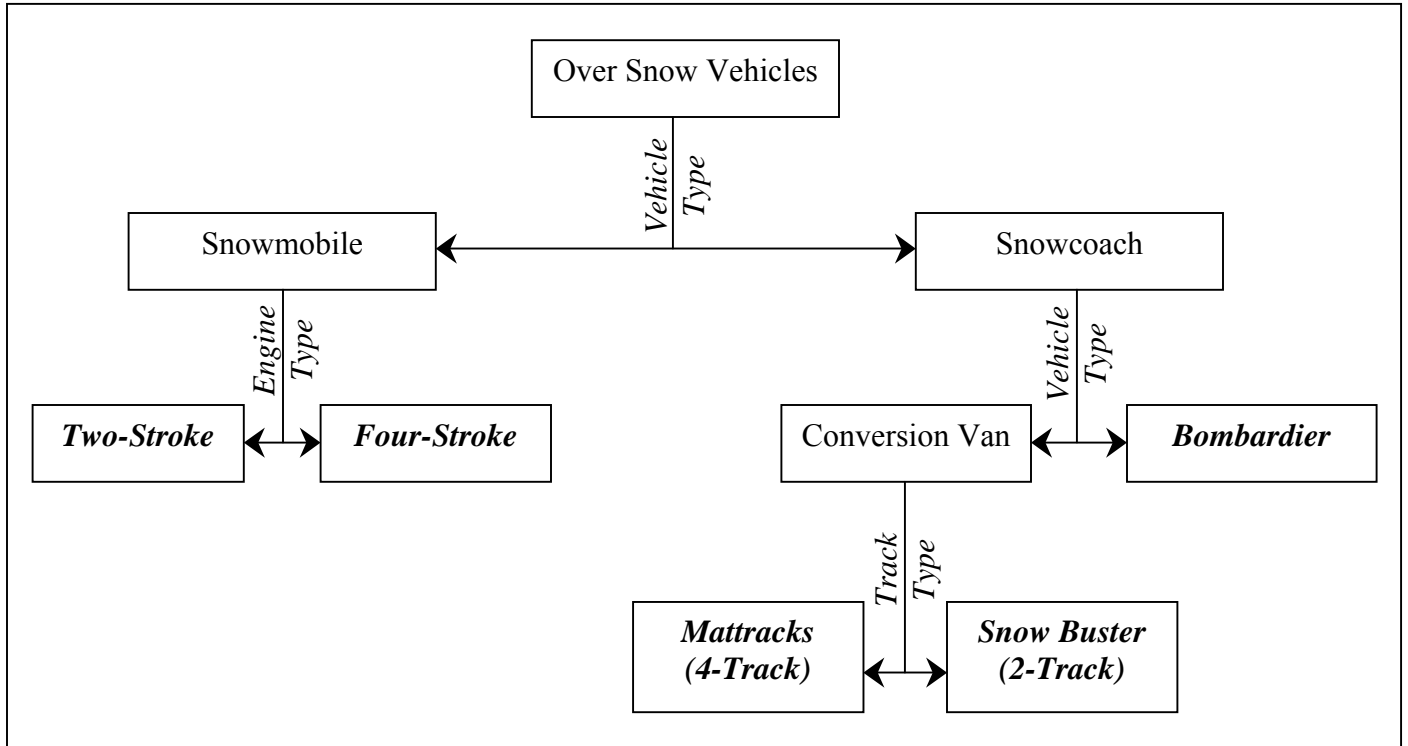 Over Snow Vehicles
Vehicle
Type
Snowmobile
Snowcoach
Engine
Type
Vehicle
Type
Two-Stroke
Four-Stroke
Conversion Van
Bombardier
Track
Type
Mattracks
(4-Track)
Snow Buster
(2-Track)